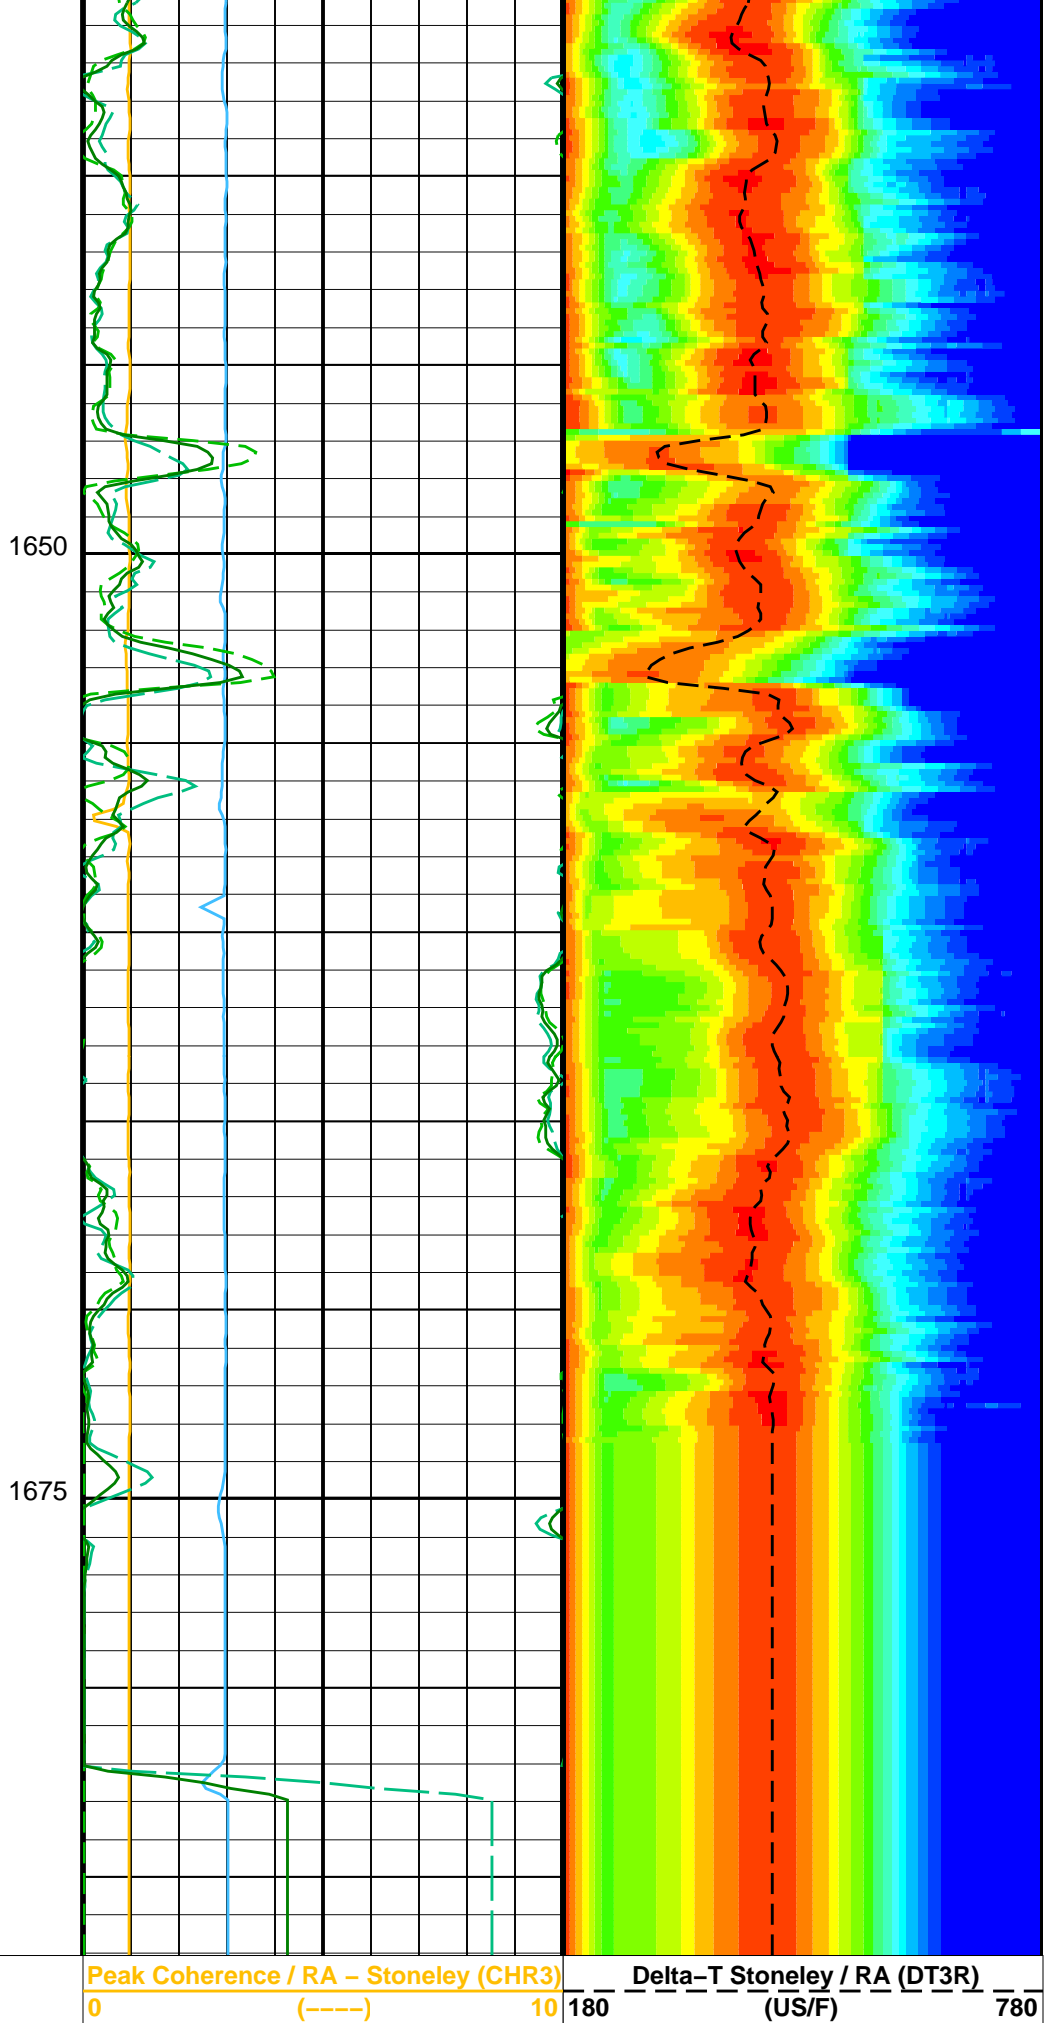 1650
1675
Peak Coherence / RA – Stoneley (CHR3)
0 (----) 10
Delta–T Stoneley / RA (DT3R)
180 (US/F) 780